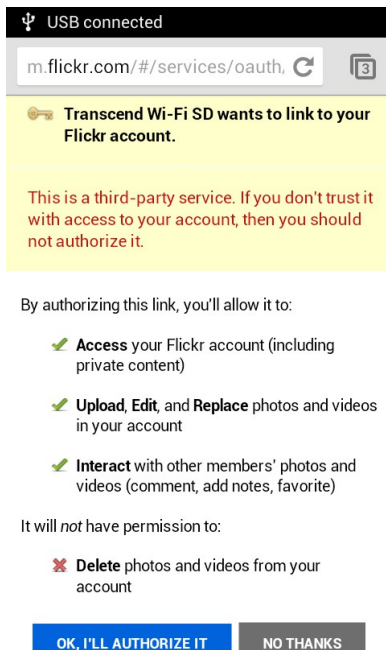 USB connected
m.flickr.com/#/services/oauth,
3
Transcend Wi-Fi SD wants to link to your
Flickr account.
This is a third-party service. If you don't trust it
with access to your account, then you should
not authorize it.
By authorizing this link, you'll allow it to:
Access your Flickr account (including
private content)
Upload, Edit, and Replace photos and videos
in your account
Interact with other members' photos and
videos (comment, add notes, favorite)
It will not have permission to:
Delete photos and videos from your
account
OK, I'LL AUTHORIZE IT NO THANKS